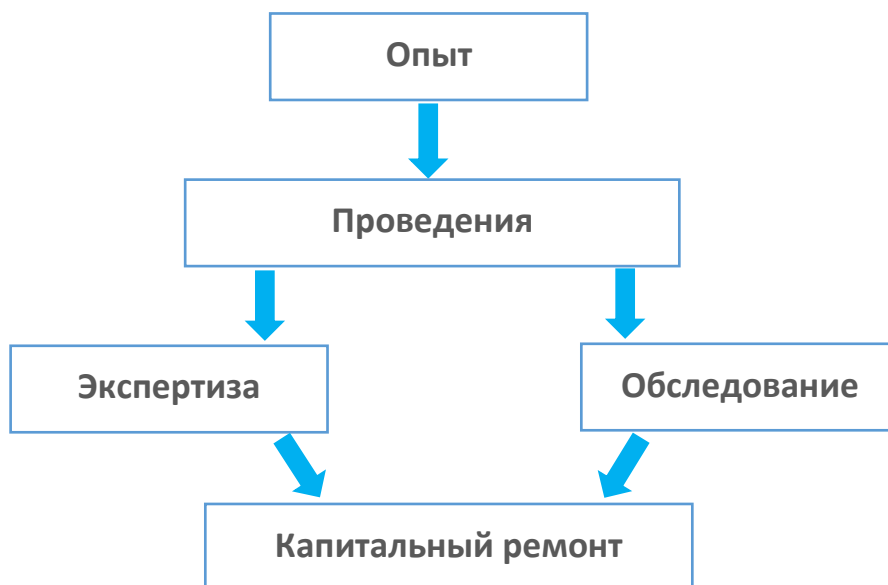 Опыт
Проведения
Экспертиза
Обследование
Капитальный ремонт